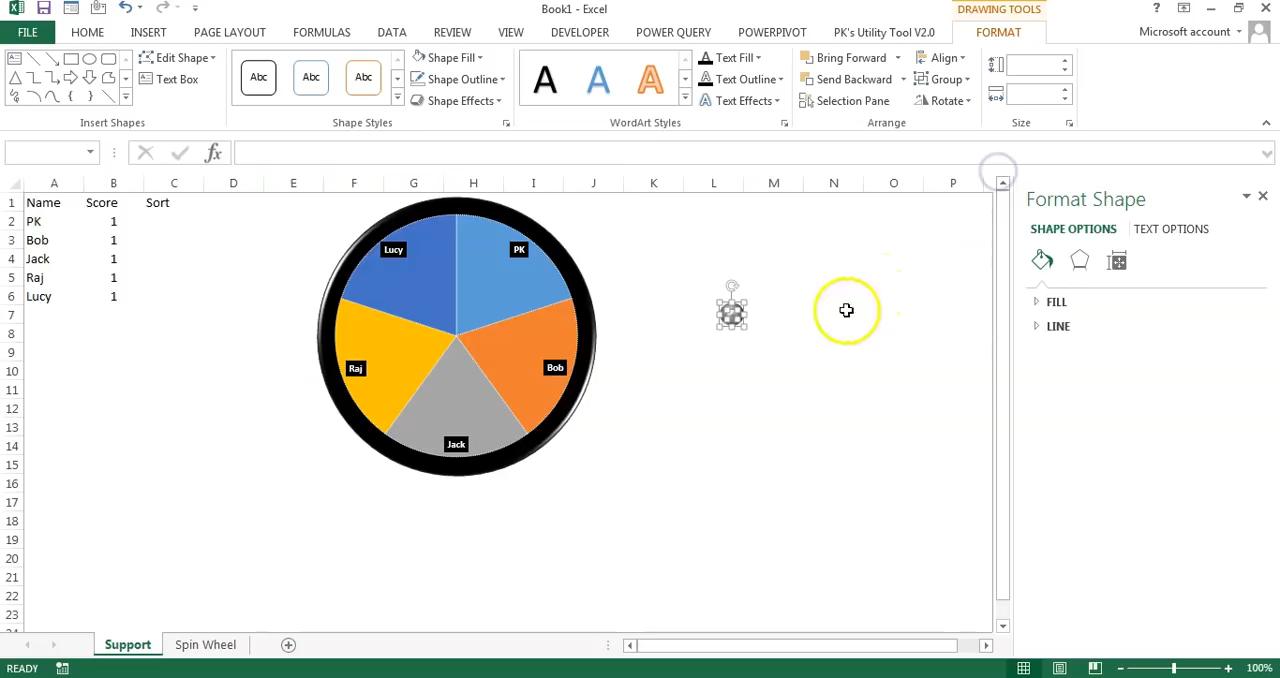 Book1 - Excel
DRAWING TOOLS
?
FILE HOME INSERT PAGE LAYOUT FORMULAS DATA REVIEW VIEW DEVELOPER POWER QUERY POWERPIVOT PK's Utility Tool V2.0 FORMAT Microsoft account
Edit Shape Abc Abc Abc Shape Fill A A A Text Fill Bring Forward Align
Text Box Shape Outline Text Outline Send Backward Group
Shape Effects Text Effects Selection Pane Rotate
Insert Shapes Shape Styles WordArt Styles Arrange Size
fx
A B C D E F G H I J K L M N O P
1 Name Score Sort
2 PK 1
3 Bob 1
4 Jack 1
5 Raj 1
6 Lucy 1
7
8
9
10
11
12
13
14
15
16
17
18
19
20
21
22
23
Lucy PK
Raj Bob
Jack
Format Shape
SHAPE OPTIONS TEXT OPTIONS
FILL
LINE
Support Spin Wheel
READY 100%